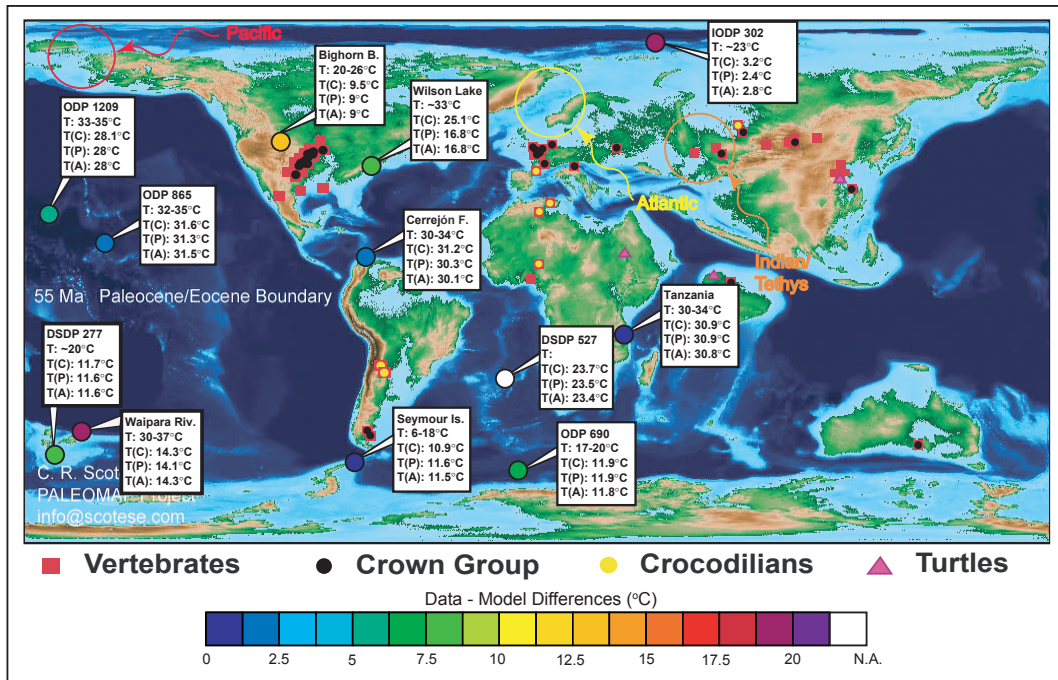 Pacific
IODP 302
T: ~23°C
T(C): 3.2°C
T(P): 2.4°C
T(A): 2.8°C
Bighorn B.
T: 20-26°C
T(C): 9.5°C
T(P): 9°C
T(A): 9°C
Wilson Lake
T: ~33°C
T(C): 25.1°C
T(P): 16.8°C
T(A): 16.8°C
ODP 1209
T: 33-35°C
T(C): 28.1°C
T(P): 28°C
T(A): 28°C
ODP 865
T: 32-35°C
T(C): 31.6°C
T(P): 31.3°C
T(A): 31.5°C
Cerrejón F.
T: 30-34°C
T(C): 31.2°C
T(P): 30.3°C
T(A): 30.1°C
Atlantic
Indian/
Tethys
55 Ma Paleocene/Eocene Boundary
Tanzania
T: 30-34°C
T(C): 30.9°C
T(P): 30.9°C
T(A): 30.8°C
DSDP 277
T: ~20°C
T(C): 11.7°C
T(P): 11.6°C
T(A): 11.6°C
DSDP 527
T:
T(C): 23.7°C
T(P): 23.5°C
T(A): 23.4°C
Waipara Riv.
T: 30-37°C
T(C): 14.3°C
T(P): 14.1°C
T(A): 14.3°C
Seymour Is.
T: 6-18°C
T(C): 10.9°C
T(P): 11.6°C
T(A): 11.5°C
ODP 690
T: 17-20°C
T(C): 11.9°C
T(P): 11.9°C
T(A): 11.8°C
C. R. Scot
PALEOMAP Project
info@scotese.com
Vertebrates Crown Group Crocodilians Turtles
Data - Model Differences (°C)
0 2.5 5 7.5 10 12.5 15 17.5 20 N.A.